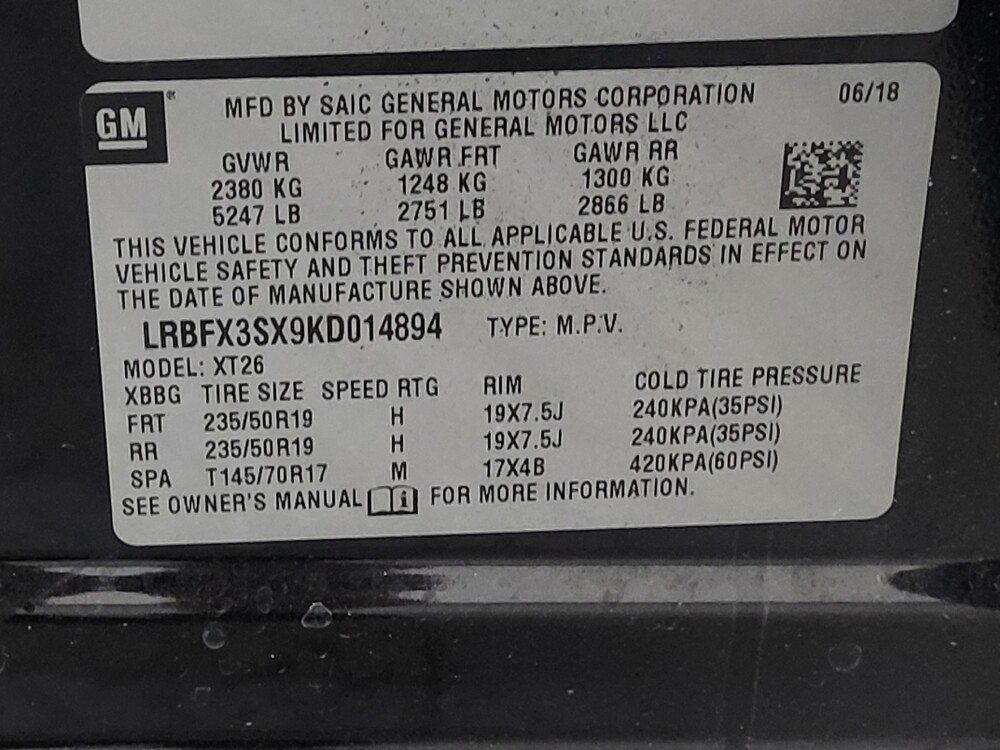 GM
MFD BY SAIC GENERAL MOTORS CORPORATION 06/18
LIMITED FOR GENERAL MOTORS LLC
GVWR GAWR FRT GAWR RR
2380 KG 1248 KG 1300 KG
5247 LB 2751 LB 2866 LB
THIS VEHICLE CONFORMS TO ALL APPLICABLE U.S. FEDERAL MOTOR
VEHICLE SAFETY AND THEFT PREVENTION STANDARDS IN EFFECT ON
THE DATE OF MANUFACTURE SHOWN ABOVE.
LRBFX3SX9KD014894 TYPE: M.P.V.
MODEL: XT26
XBBG TIRE SIZE SPEED RTG RIM COLD TIRE PRESSURE
FRT 235/50R19 H 19X7.5J 240KPA(35PSI)
RR 235/50R19 H 19X7.5J 240KPA(35PSI)
SPA T145/70R17 M 17X4B 420KPA(60PSI)
SEE OWNER'S MANUAL i FOR MORE INFORMATION.